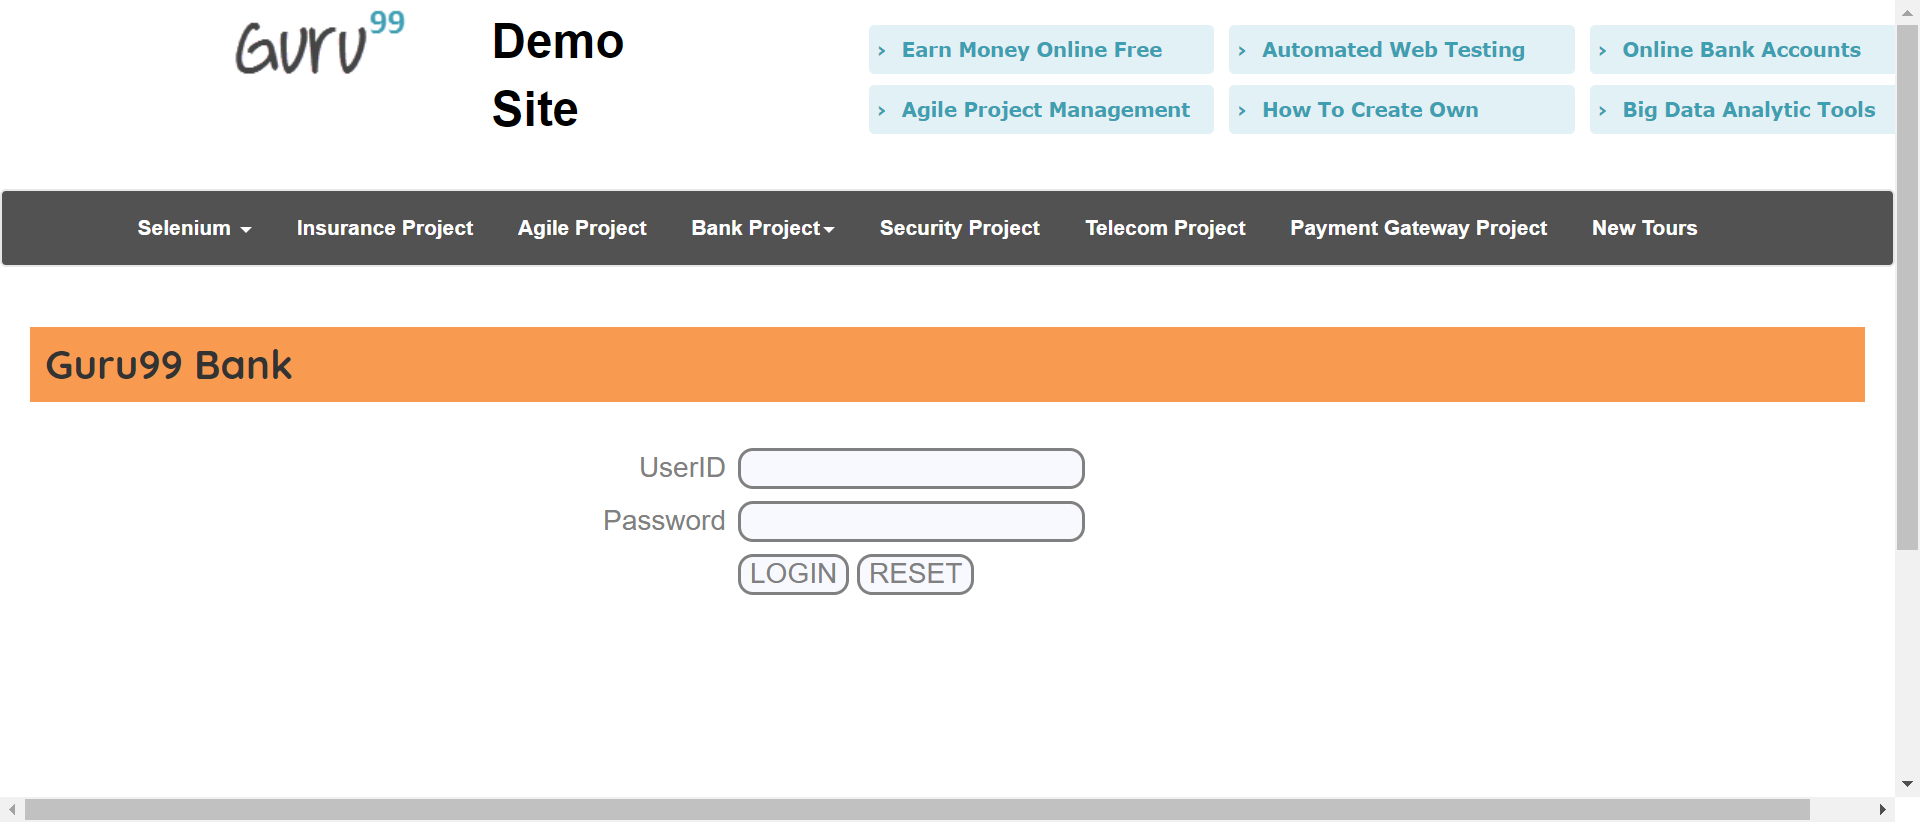 Guru99
Demo
Site
› Earn Money Online Free
› Automated Web Testing
› Online Bank Accounts
› Agile Project Management
› How To Create Own
› Big Data Analytic Tools
Selenium Insurance Project Agile Project Bank Project Security Project Telecom Project Payment Gateway Project New Tours
Guru99 Bank
UserID
Password
LOGIN RESET